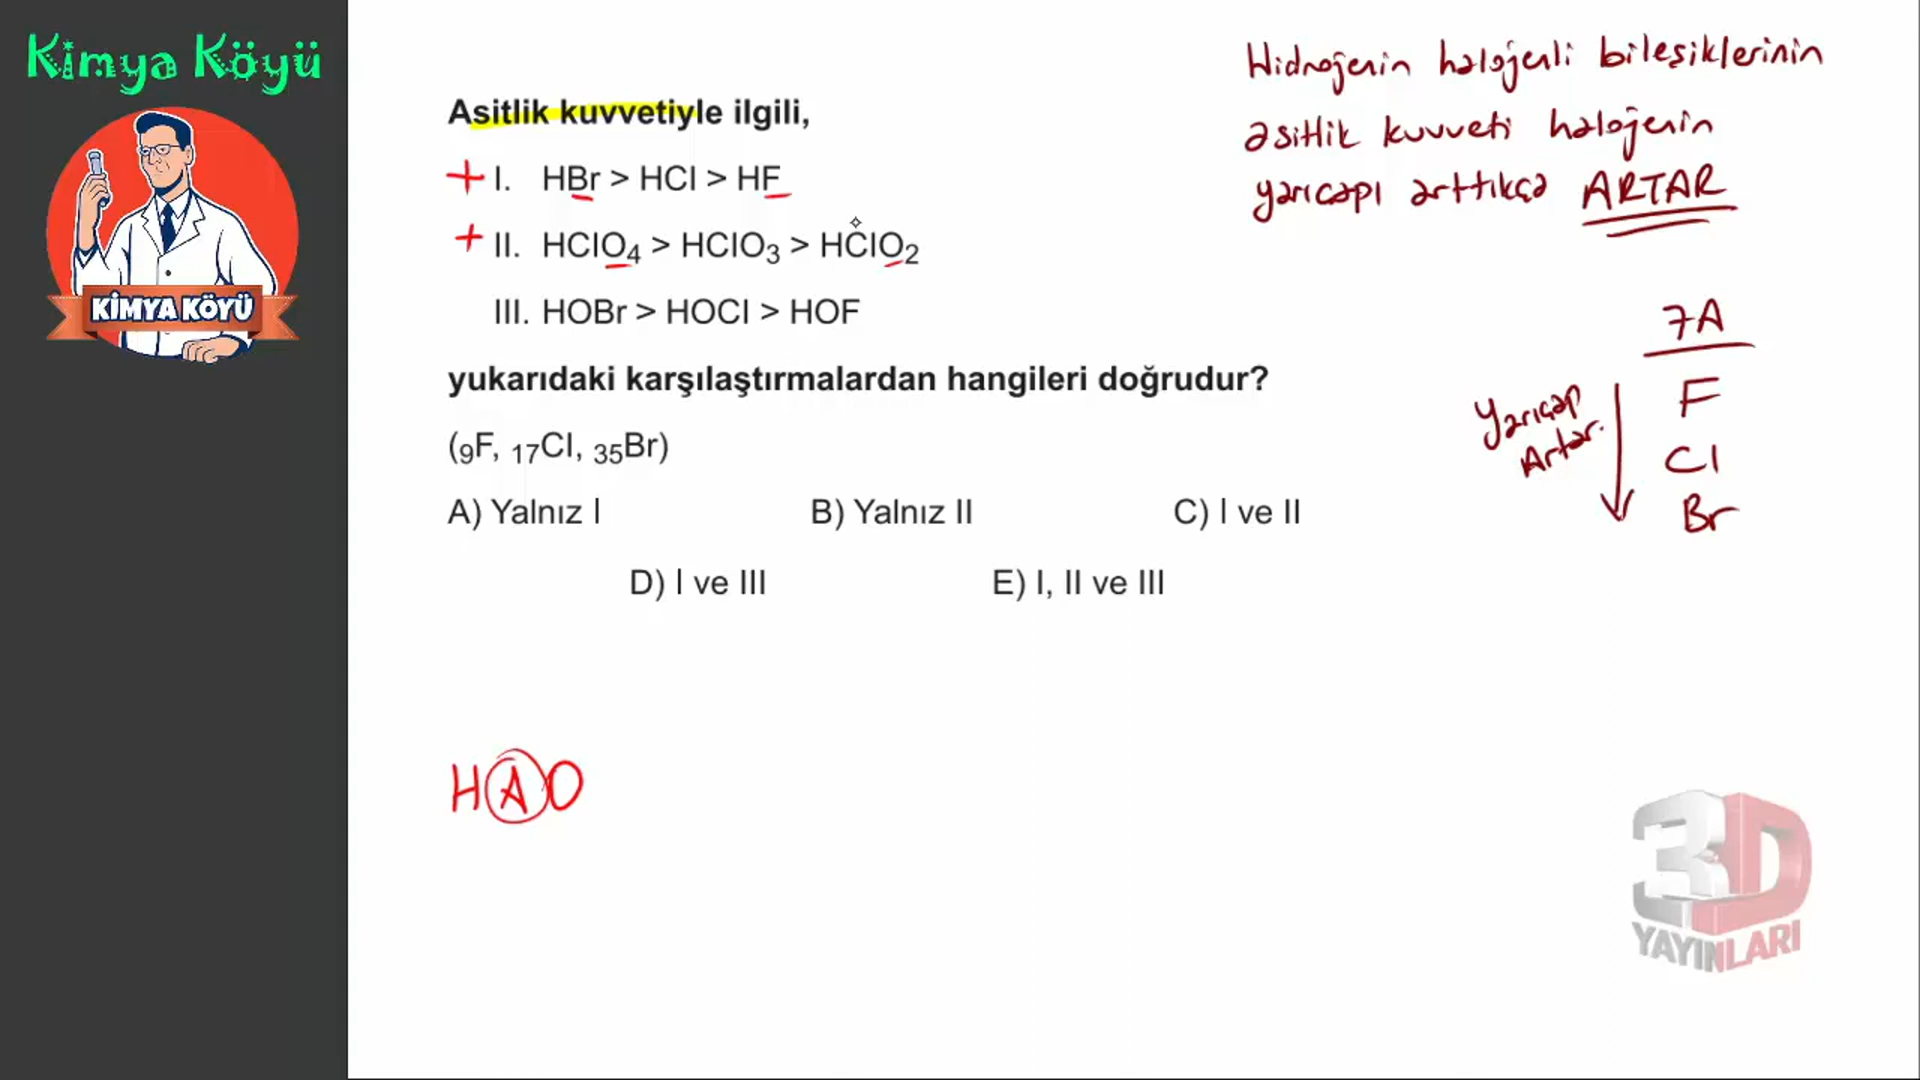 Kimya Köyü
KİMYA KÖYÜ
Asitlik kuvvetiyle ilgili,
+ I. HBr > HCl > HF
+ II. HClO₄ > HClO₃ > HClO₂
III. HOBr > HOCl > HOF
yukarıdaki karşılaştırmalardan hangileri doğrudur?
(₉F, ₁₇Cl, ₃₅Br)
A) Yalnız I
B) Yalnız II
C) I ve II
D) I ve III
E) I, II ve III
HAO
Hidrojenin halojenli bileşiklerinin
asitlik kuvveti halojenin
yarıçapı arttıkça ARTAR
7A
Yarıçap
Artar.
F
Cl
Br
3D
YAYINLARI